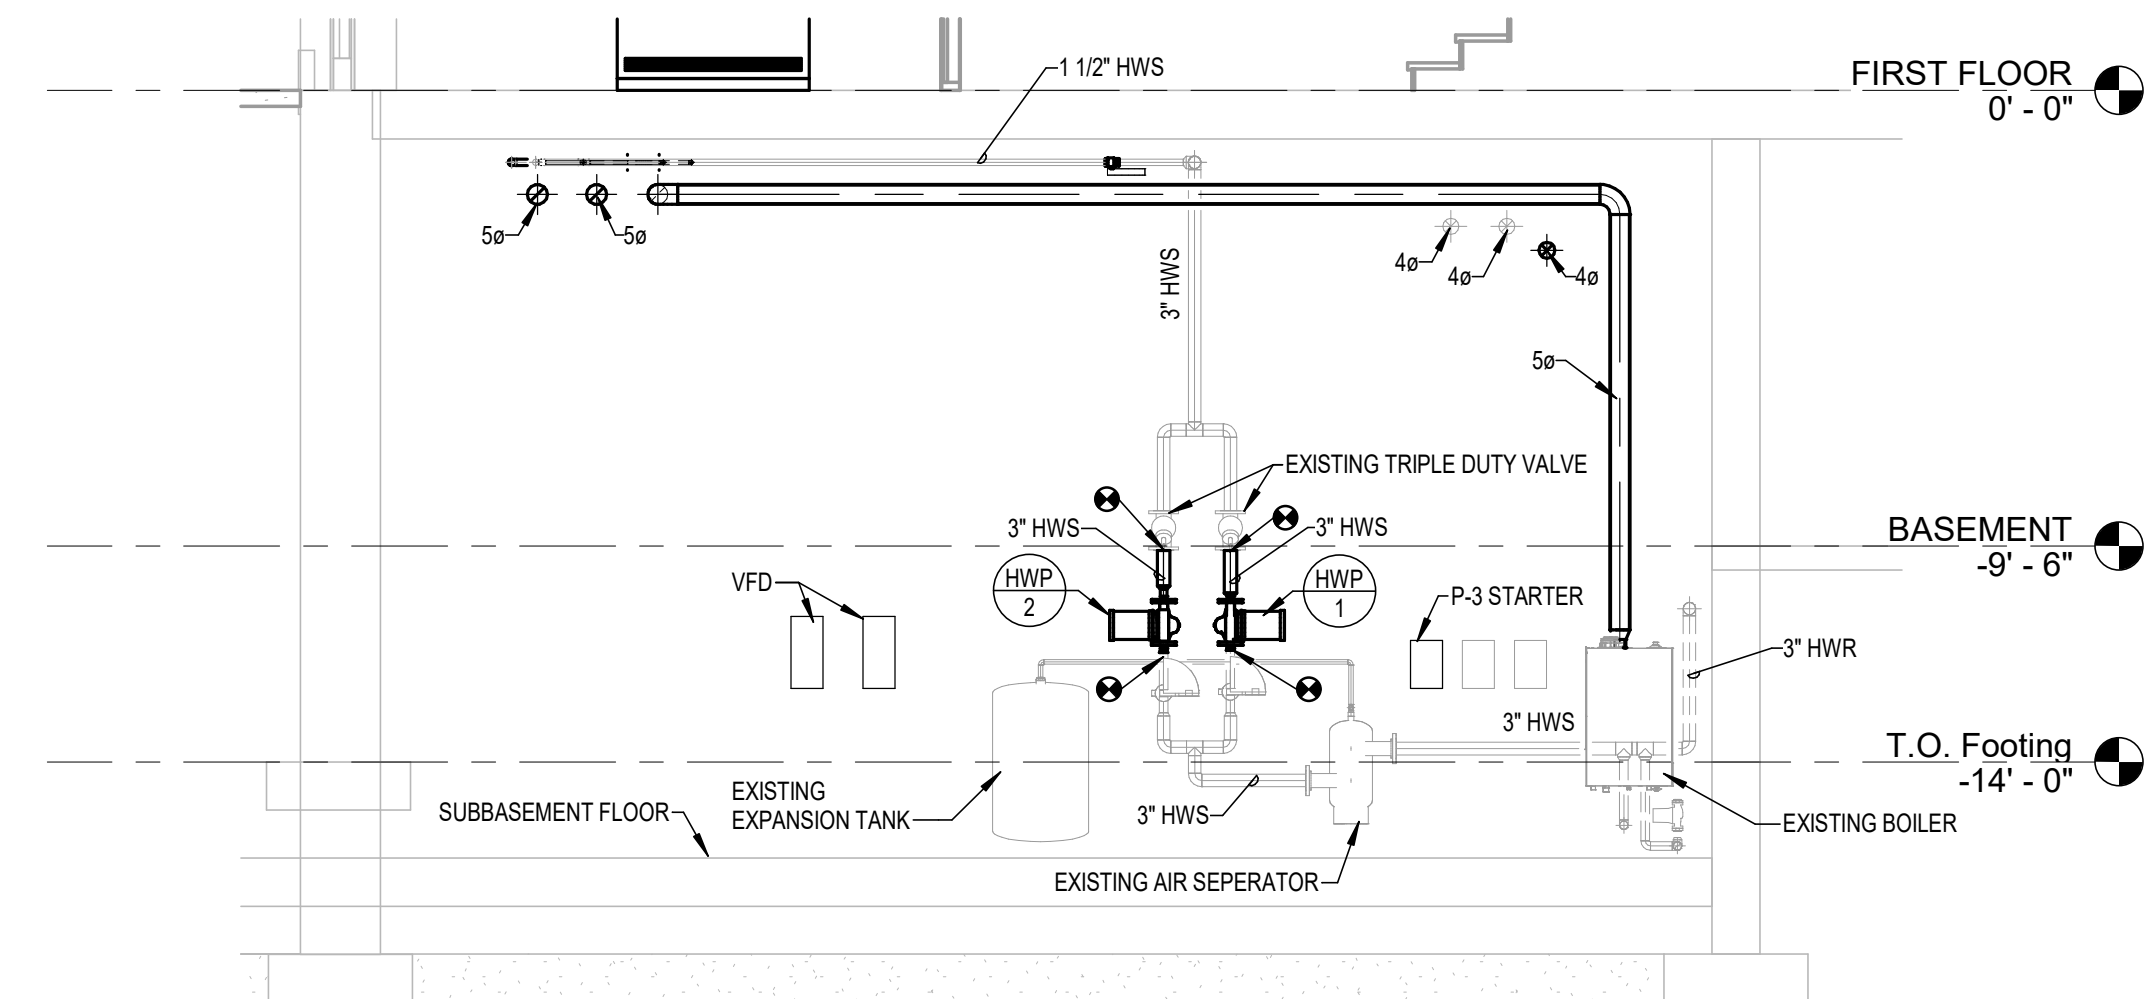 1 1/2" HWS
FIRST FLOOR
0' - 0"
5ø
5ø
3" HWS
4ø
4ø
4ø
5ø
EXISTING TRIPLE DUTY VALVE
3" HWS
3" HWS
BASEMENT
-9' - 6"
VFD
HWP
2
HWP
1
P-3 STARTER
3" HWR
3" HWS
T.O. Footing
-14' - 0"
EXISTING
EXPANSION TANK
SUBBASEMENT FLOOR
3" HWS
EXISTING BOILER
EXISTING AIR SEPERATOR